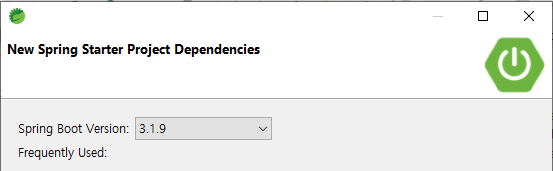 New Spring Starter Project Dependencies
Spring Boot Version: 3.1.9
Frequently Used: